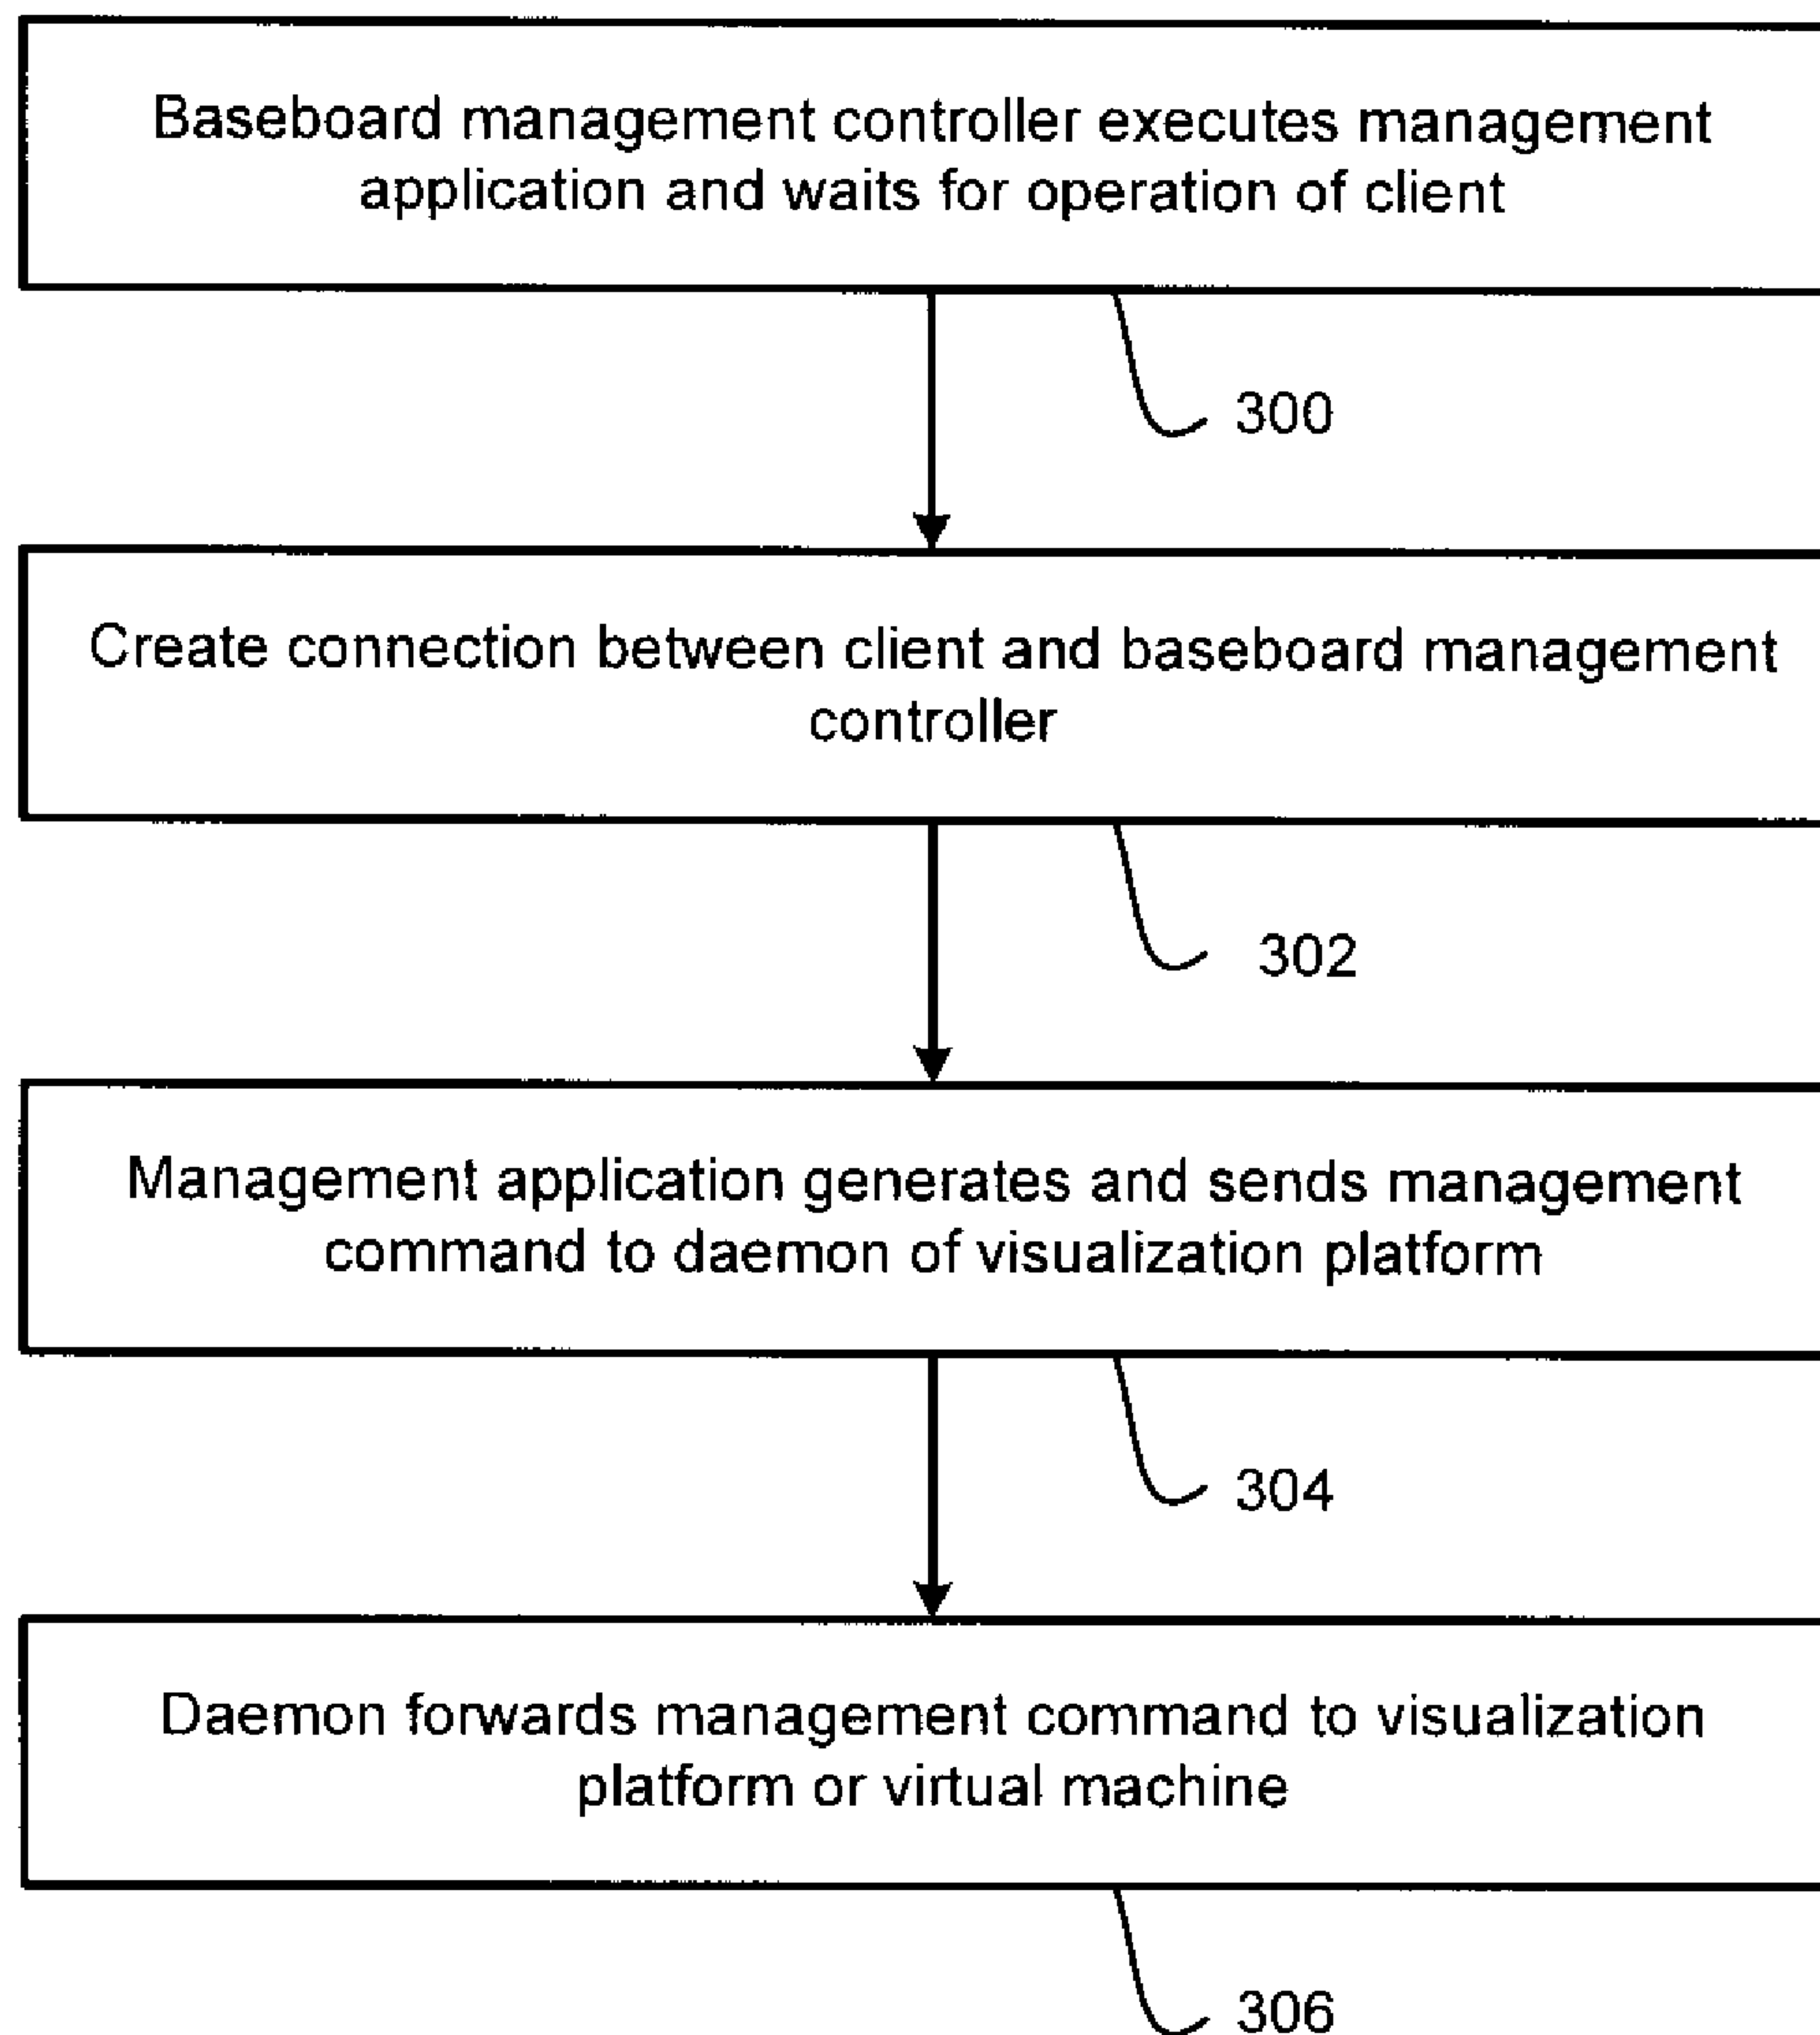 Baseboard management controller executes management
application and waits for operation of client
300
Create connection between client and baseboard management
controller
302
Management application generates and sends management
command to daemon of visualization platform
304
Daemon forwards management command to visualization
platform or virtual machine
306